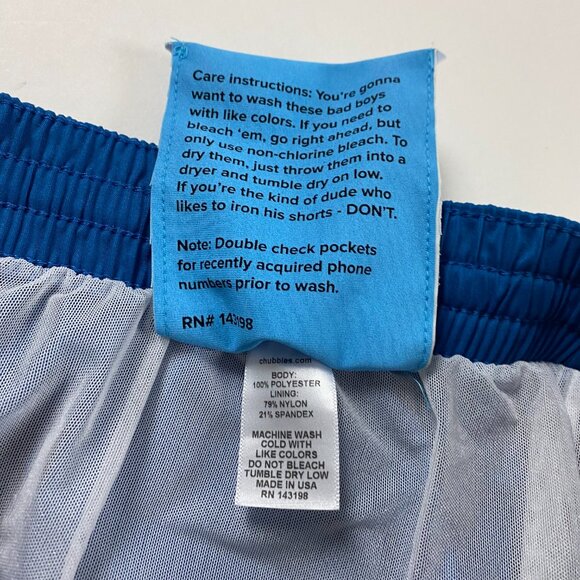 Care instructions: You're gonna
want to wash these bad boys
with like colors. If you need to
bleach 'em, go right ahead, but
only use non-chlorine bleach. To
dry them, just throw them into a
dryer and tumble dry on low.
If you're the kind of dude who
likes to iron his shorts - DON'T.
Note: Double check pockets
for recently acquired phone
numbers prior to wash.
RN# 143198
chubbies.com
BODY:
100% POLYESTER
LINING:
79% NYLON
21% SPANDEX
MACHINE WASH
COLD WITH
LIKE COLORS
DO NOT BLEACH
TUMBLE DRY LOW
MADE IN USA
RN 143198